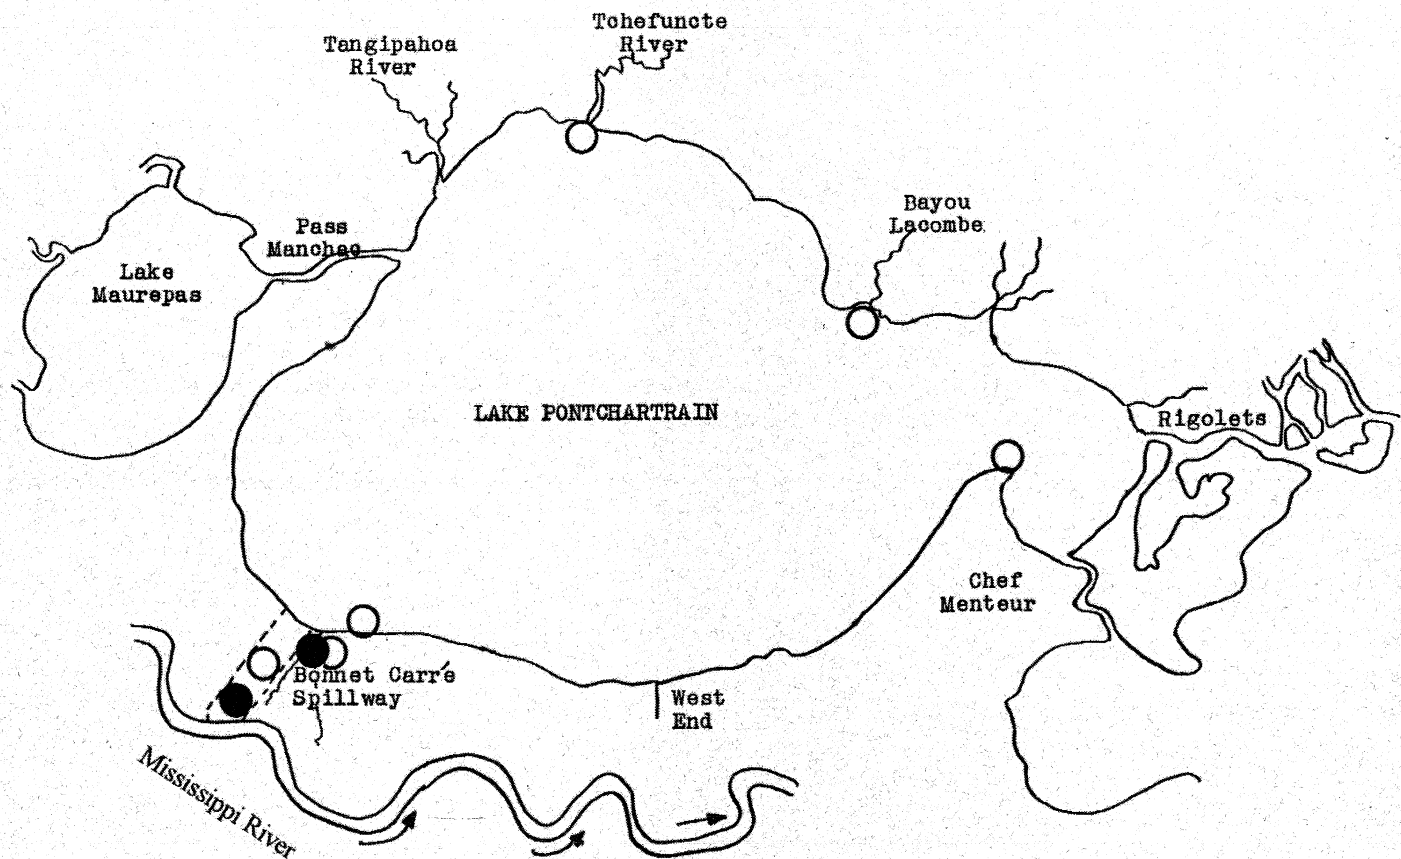 Tchefuncte
River
Tangipahoa
River
Bayou
Lacombe
Pass
Manchac
Lake
Maurepas
LAKE PONTCHARTRAIN
Rigolets
Chef
Menteur
Bonnet Carré
Spillway
West
End
Mississippi River